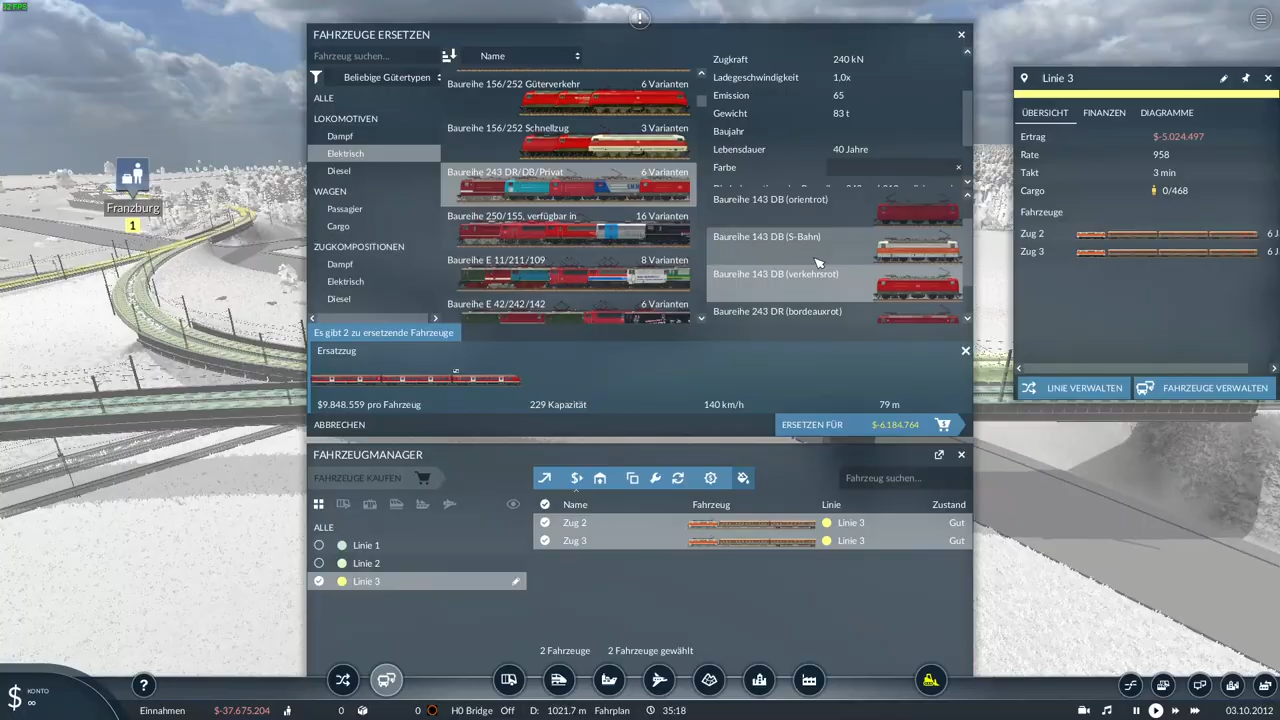 12 FPS
FAHRZEUGE ERSETZEN
Fahrzeug suchen...
Name
Beliebige Gütertypen
ALLE
LOKOMOTIVEN
Dampf
Elektrisch
Diesel
WAGEN
Passagier
Cargo
ZUGKOMPOSITIONEN
Dampf
Elektrisch
Diesel
Baureihe 156/252 Güterverkehr 6 Varianten
Baureihe 156/252 Schnellzug 3 Varianten
Baureihe 243 DR/DB/Privat 6 Varianten
Baureihe 250/155, verfügbar in 16 Varianten
Baureihe E 11/211/109 8 Varianten
Baureihe E 42/242/142 6 Varianten
Zugkraft 240 kN
Ladegeschwindigkeit 1,0x
Emission 65
Gewicht 83 t
Baujahr
Lebensdauer 40 Jahre
Farbe
Baureihe 143 DB (orientrot)
Baureihe 143 DB (S-Bahn)
Baureihe 143 DB (verkehrsrot)
Baureihe 243 DR (bordeauxrot)
Es gibt 2 zu ersetzende Fahrzeuge
Ersatzzug
$9.848.559 pro Fahrzeug 229 Kapazität 140 km/h 79 m
ABBRECHEN
ERSETZEN FÜR $-6.184.764
FAHRZEUGMANAGER
FAHRZEUGE KAUFEN
Fahrzeug suchen...
ALLE
Linie 1
Linie 2
Linie 3
Name Fahrzeug Linie Zustand
Zug 2 Linie 3 Gut
Zug 3 Linie 3 Gut
2 Fahrzeuge 2 Fahrzeuge gewählt
Linie 3
ÜBERSICHT FINANZEN DIAGRAMME
Ertrag $-5.024.497
Rate 958
Takt 3 min
Cargo 0/468
Fahrzeuge
Zug 2 6 J
Zug 3 6 J
LINIE VERWALTEN
FAHRZEUGE VERWALTEN
Franzburg
1
$ KONTO
∞
Einnahmen $-37.675.204 0 0 H0 Bridge Off D: 1021.7 m Fahrplan 35:18 03.10.2012